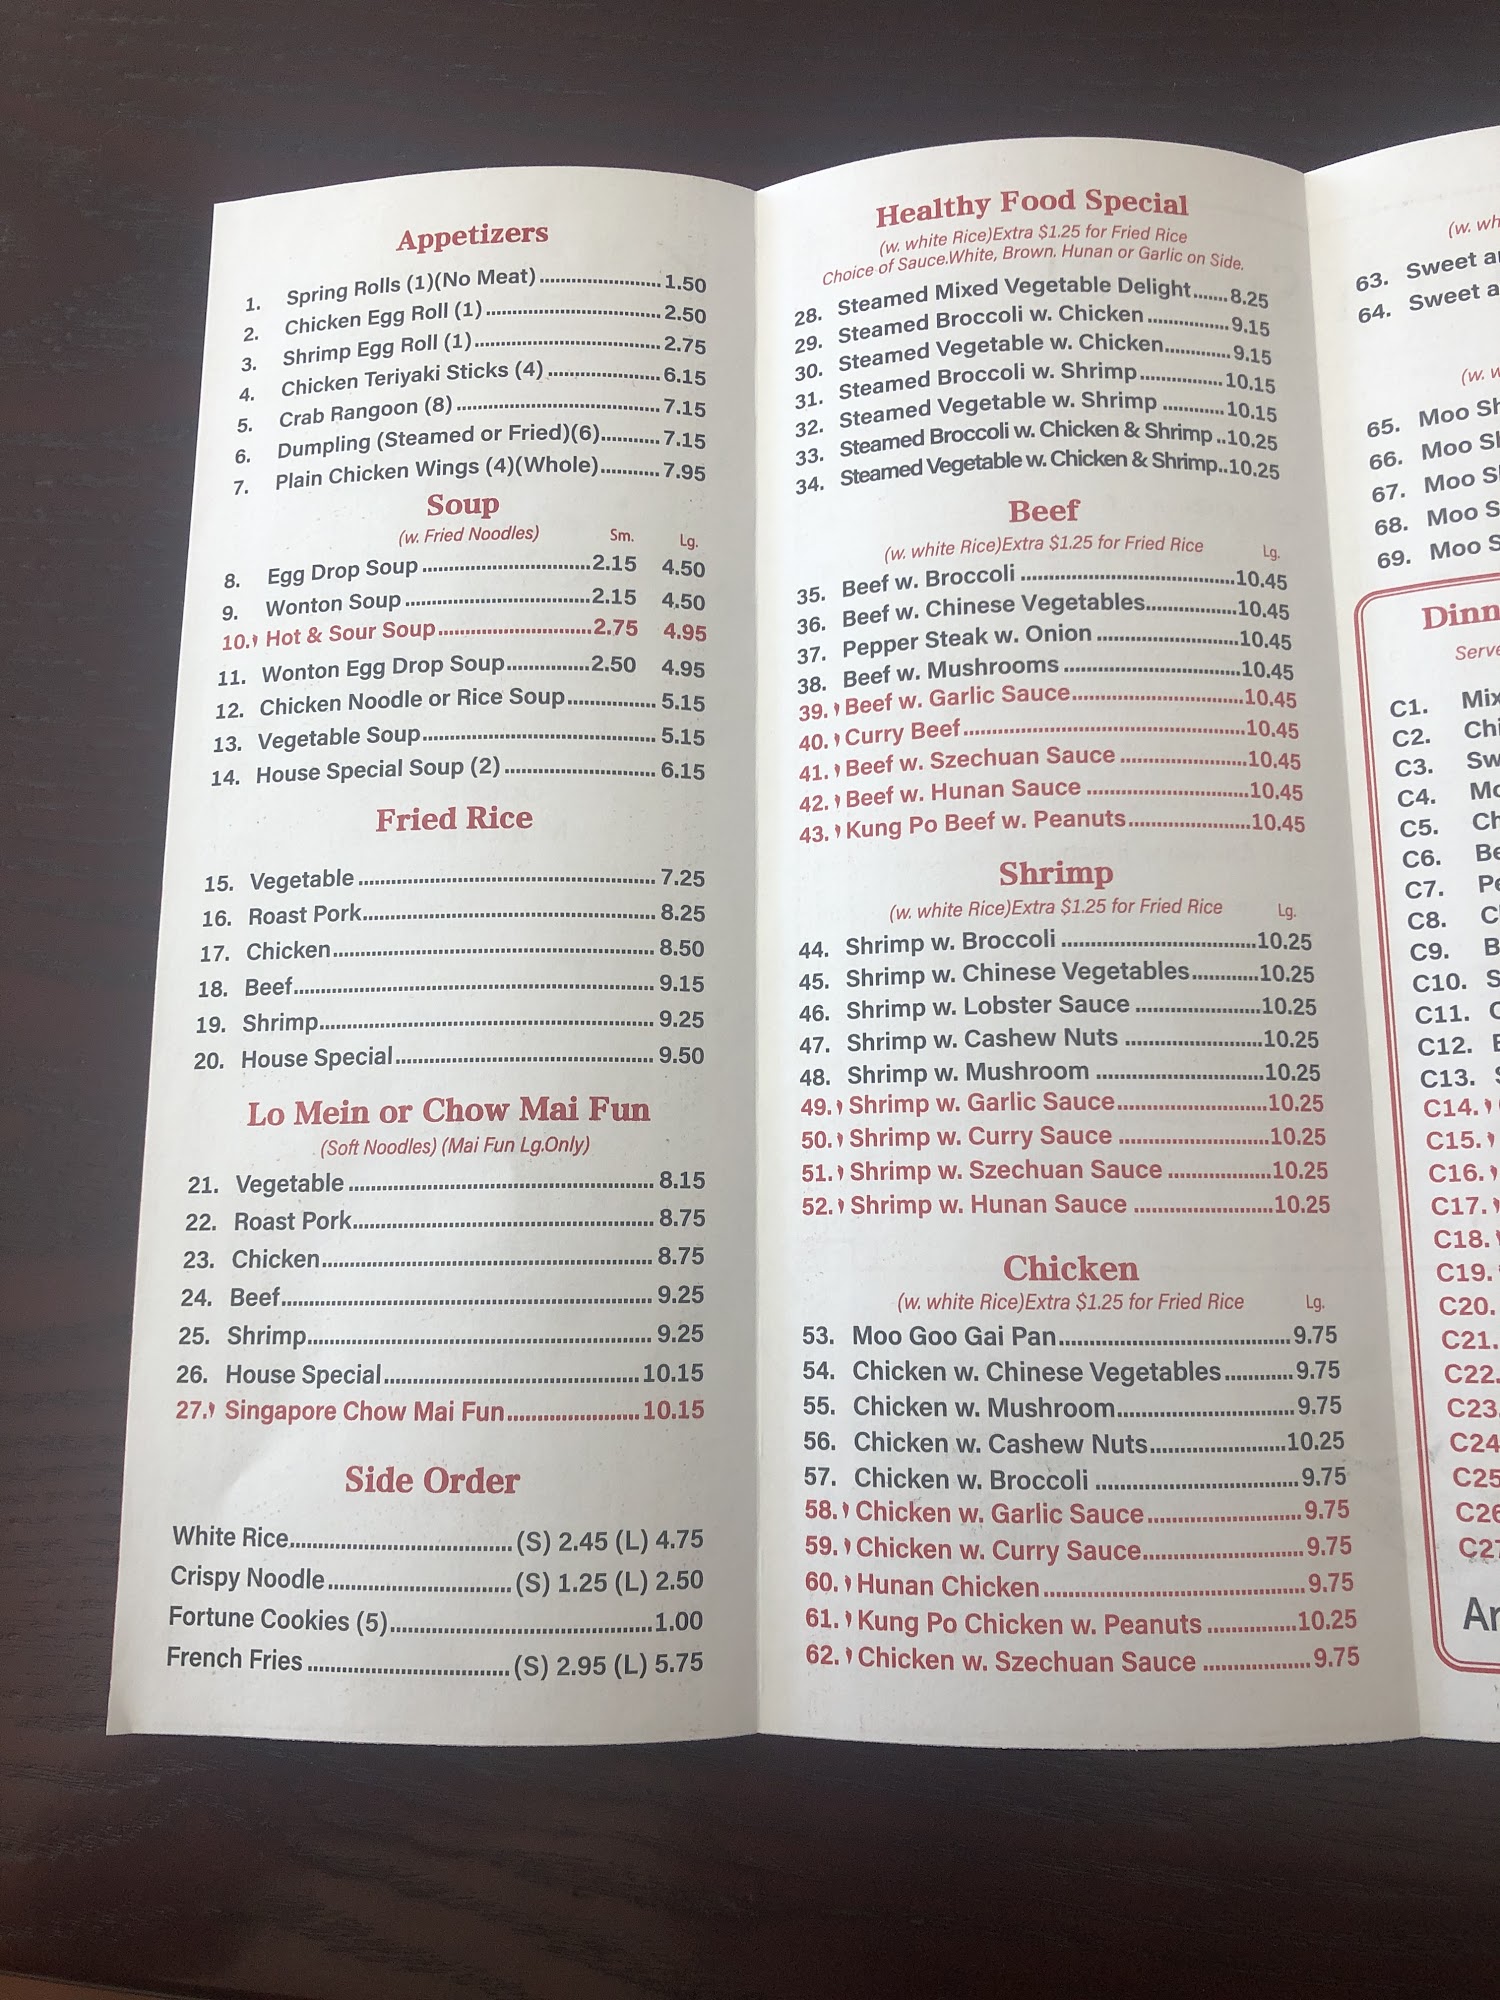 Appetizers
1. Spring Rolls (1)(No Meat)........................1.50
2. Chicken Egg Roll (1)........................2.50
3. Shrimp Egg Roll (1)........................2.75
4. Chicken Teriyaki Sticks (4)........................6.15
5. Crab Rangoon (8)........................7.15
6. Dumpling (Steamed or Fried)(6)............7.15
7. Plain Chicken Wings (4)(Whole)............7.95
Soup
(w. Fried Noodles) Sm. Lg.
8. Egg Drop Soup........................2.15 4.50
9. Wonton Soup........................2.15 4.50
10. Hot & Sour Soup........................2.75 4.95
11. Wonton Egg Drop Soup...............2.50 4.95
12. Chicken Noodle or Rice Soup............... 5.15
13. Vegetable Soup........................ 5.15
14. House Special Soup (2)........................ 6.15
Fried Rice
15. Vegetable........................ 7.25
16. Roast Pork........................ 8.25
17. Chicken........................ 8.50
18. Beef........................ 9.15
19. Shrimp........................ 9.25
20. House Special........................ 9.50
Lo Mein or Chow Mai Fun
(Soft Noodles) (Mai Fun Lg.Only)
21. Vegetable........................ 8.15
22. Roast Pork........................ 8.75
23. Chicken........................ 8.75
24. Beef........................ 9.25
25. Shrimp........................ 9.25
26. House Special........................10.15
27. Singapore Chow Mai Fun........................10.15
Side Order
White Rice........................(S) 2.45 (L) 4.75
Crispy Noodle........................(S) 1.25 (L) 2.50
Fortune Cookies (5)........................1.00
French Fries........................(S) 2.95 (L) 5.75
Healthy Food Special
(w. white Rice)Extra $1.25 for Fried Rice
Choice of Sauce.White, Brown. Hunan or Garlic on Side.
28. Steamed Mixed Vegetable Delight.......8.25
29. Steamed Broccoli w. Chicken...............9.15
30. Steamed Vegetable w. Chicken............9.15
31. Steamed Broccoli w. Shrimp...............10.15
32. Steamed Vegetable w. Shrimp............10.15
33. Steamed Broccoli w. Chicken & Shrimp..10.25
34. Steamed Vegetable w. Chicken & Shrimp..10.25
Beef
(w. white Rice)Extra $1.25 for Fried Rice Lg.
35. Beef w. Broccoli........................10.45
36. Beef w. Chinese Vegetables...............10.45
37. Pepper Steak w. Onion........................10.45
38. Beef w. Mushrooms........................10.45
39. Beef w. Garlic Sauce........................10.45
40. Curry Beef........................10.45
41. Beef w. Szechuan Sauce...............10.45
42. Beef w. Hunan Sauce........................10.45
43. Kung Po Beef w. Peanuts...............10.45
Shrimp
(w. white Rice)Extra $1.25 for Fried Rice Lg.
44. Shrimp w. Broccoli........................10.25
45. Shrimp w. Chinese Vegetables............10.25
46. Shrimp w. Lobster Sauce...............10.25
47. Shrimp w. Cashew Nuts...............10.25
48. Shrimp w. Mushroom........................10.25
49. Shrimp w. Garlic Sauce...............10.25
50. Shrimp w. Curry Sauce...............10.25
51. Shrimp w. Szechuan Sauce...............10.25
52. Shrimp w. Hunan Sauce...............10.25
Chicken
(w. white Rice)Extra $1.25 for Fried Rice Lg.
53. Moo Goo Gai Pan........................9.75
54. Chicken w. Chinese Vegetables............9.75
55. Chicken w. Mushroom........................9.75
56. Chicken w. Cashew Nuts...............10.25
57. Chicken w. Broccoli........................9.75
58. Chicken w. Garlic Sauce...............9.75
59. Chicken w. Curry Sauce...............9.75
60. Hunan Chicken........................9.75
61. Kung Po Chicken w. Peanuts...............10.25
62. Chicken w. Szechuan Sauce...............9.75
(w.
63. Sweet
64. Sweet
(w.
65. Moo
66. Moo
67. Moo
68. Moo
69. Moo
C1.
C2.
C3.
C4.
C5.
C6.
C7.
C8.
C9.
C10.
C11.
C12.
C13.
C14.
C15.
C16.
C17.
C18.
C19.
C20.
C21.
C22.
C23.
C24
C25
C26
C27